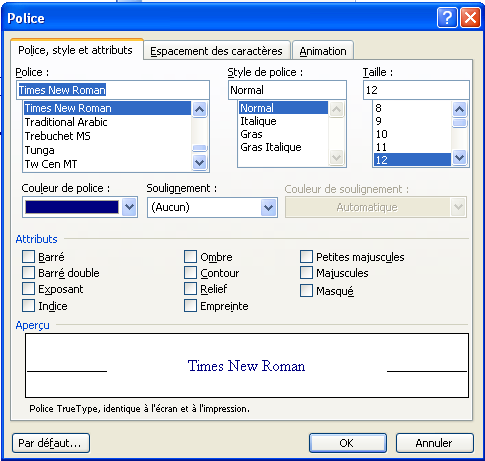 Police
Police, style et attributs Espacement des caractères Animation
Police : Style de police : Taille :
Times New Roman Normal 12
Times New Roman Normal 8
Traditional Arabic Italique 9
Trebuchet MS Gras 10
Tunga Gras Italique 11
Tw Cen MT 12
Couleur de police : Soulignement : Couleur de soulignement :
(Aucun) Automatique
Attributs
Barré Ombre Petites majuscules
Barré double Contour Majuscules
Exposant Relief Masqué
Indice Empreinte
Aperçu
Times New Roman
Police TrueType, identique à l'écran et à l'impression.
Par défaut... OK Annuler